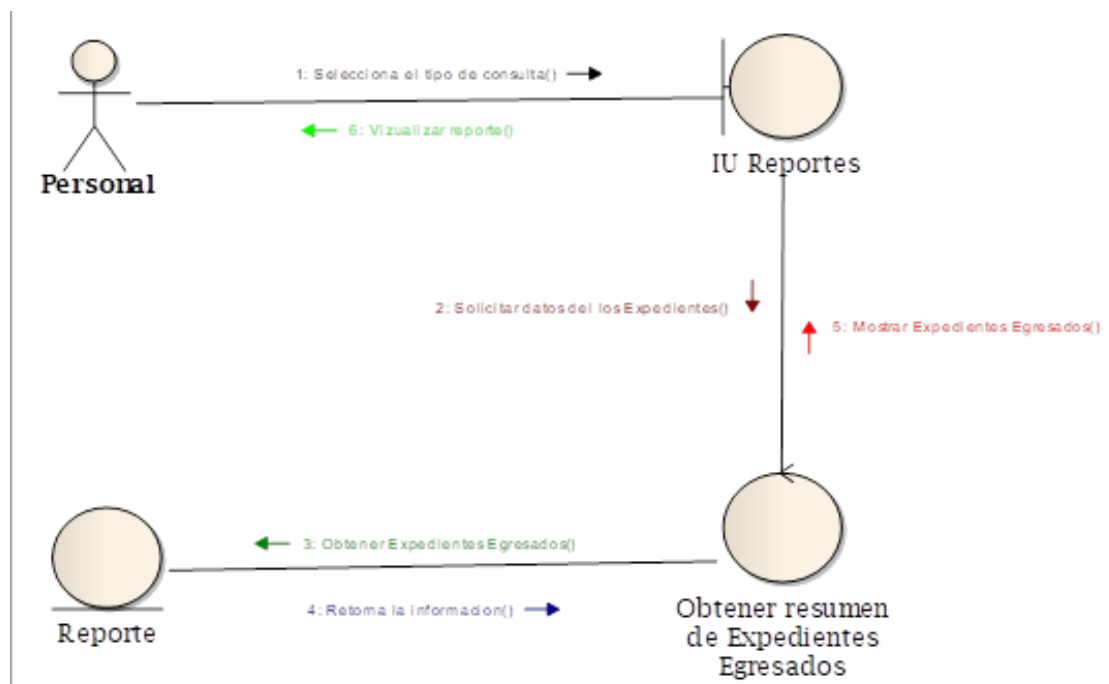 1: Selecciona el tipo de consulta()
6: Vizualizar reporte()
Personal
IU Reportes
2: Solicitar datos del los Expedientes()
5: Mostrar Expedientes Egresados()
3: Obtener Expedientes Egresados()
4: Retorna la informacion()
Reporte
Obtener resumen
de Expedientes
Egresados